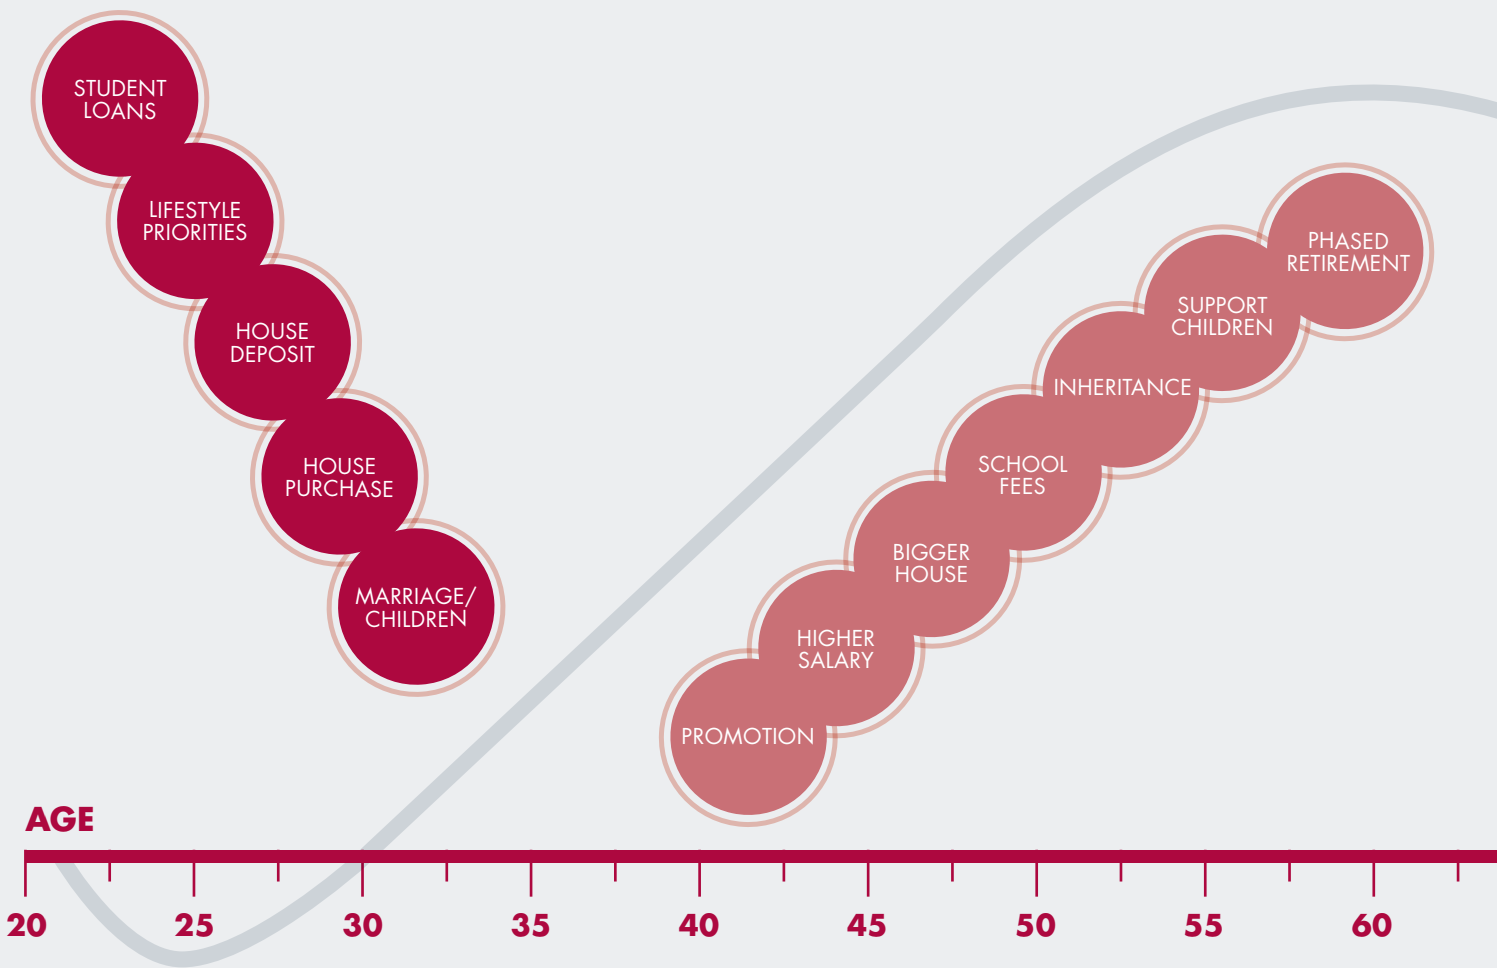 STUDENT
LOANS
LIFESTYLE
PRIORITIES
HOUSE
DEPOSIT
HOUSE
PURCHASE
MARRIAGE/
CHILDREN
PROMOTION
HIGHER
SALARY
BIGGER
HOUSE
SCHOOL
FEES
INHERITANCE
SUPPORT
CHILDREN
PHASED
RETIREMENT
AGE
20 25 30 35 40 45 50 55 60